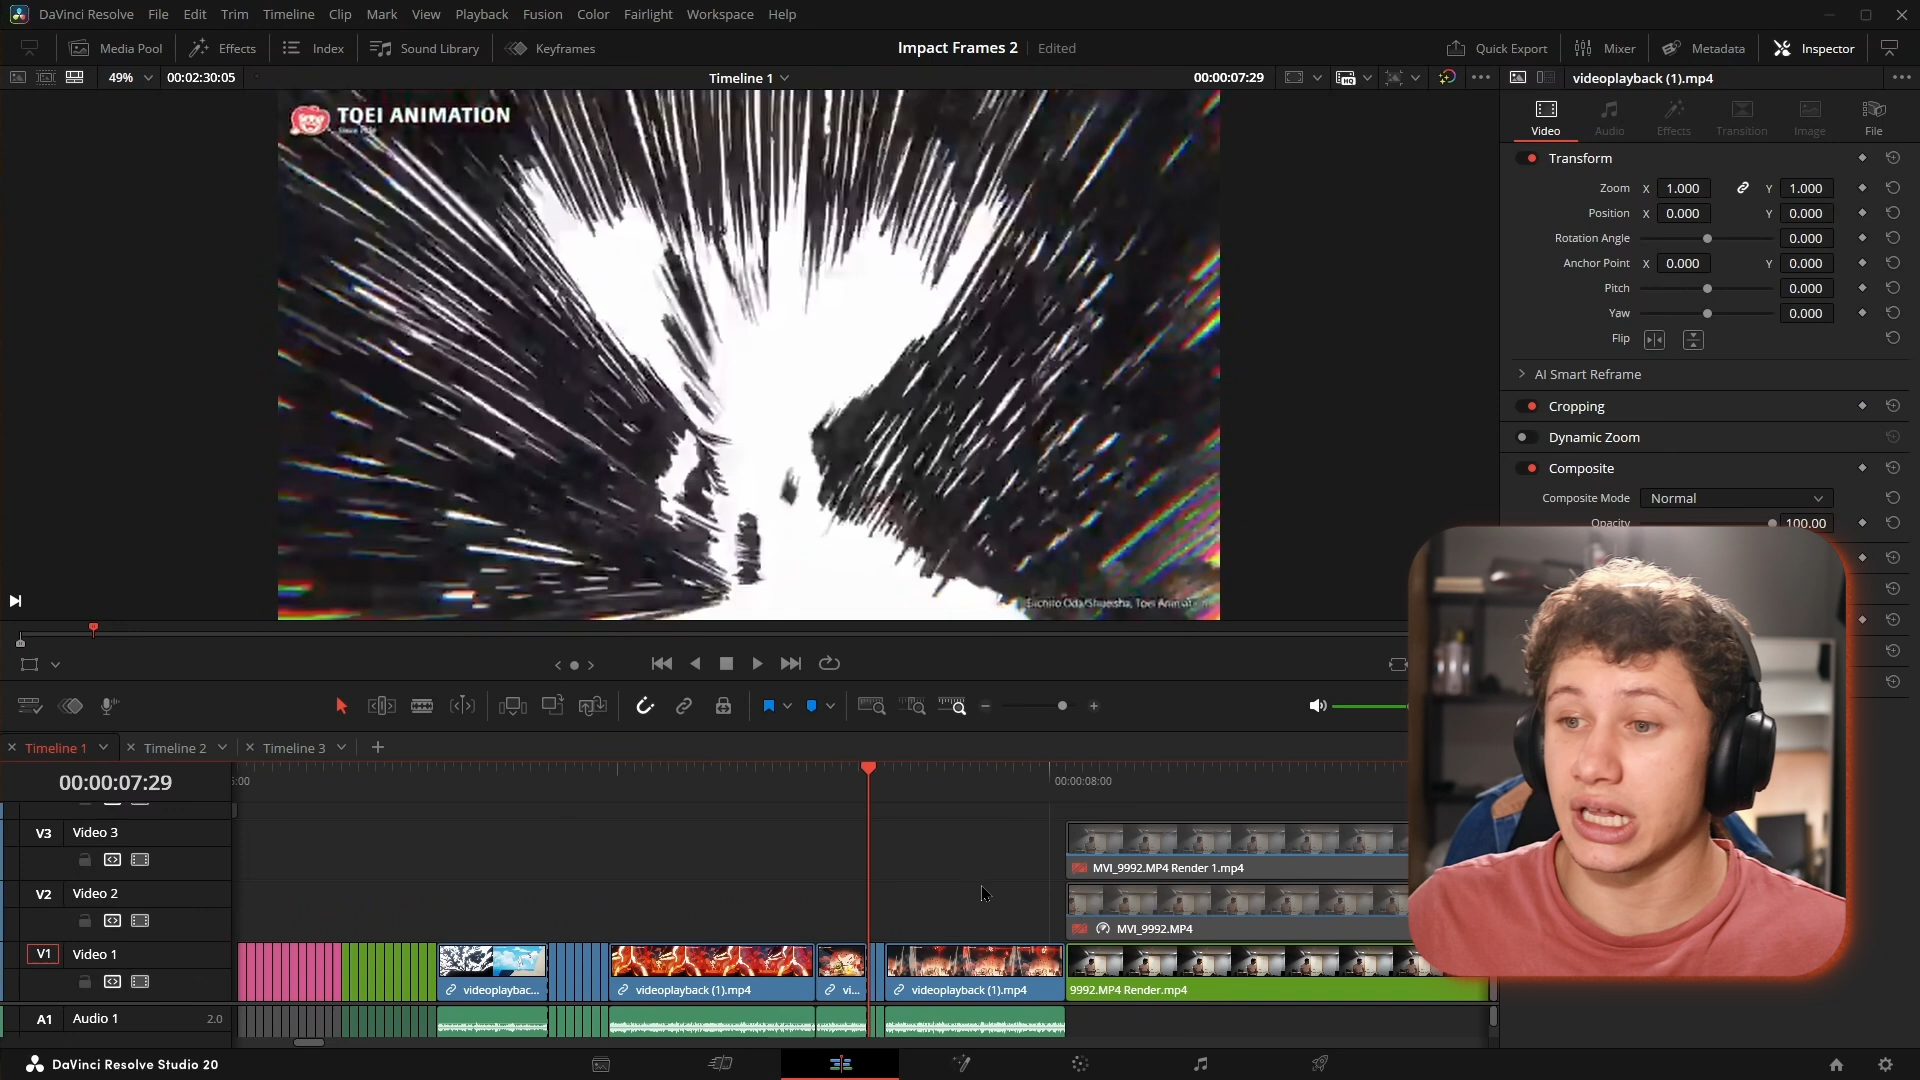 DaVinci Resolve File Edit Trim Timeline Clip Mark View Playback Fusion Color Fairlight Workspace Help
Media Pool Effects Index Sound Library Keyframes Impact Frames 2 Edited Quick Export Mixer Metadata Inspector
49% 00:02:30:05 Timeline 1 00:00:07:29 videoplayback (1).mp4
TOEI ANIMATION
Video Audio Effects Transition Image File
Transform
Zoom X 1.000 Y 1.000
Position X 0.000 Y 0.000
Rotation Angle 0.000
Anchor Point X 0.000 Y 0.000
Pitch 0.000
Yaw 0.000
Flip
AI Smart Reframe
Cropping
Dynamic Zoom
Composite
Composite Mode Normal
Opacity 100.00
Eiichiro Oda/Shueisha, Toei Animation
Timeline 1 Timeline 2 Timeline 3
00:00:07:29
00:00:08:00
V3 Video 3
MVI_9992.MP4 Render 1.mp4
V2 Video 2
MVI_9992.MP4
V1 Video 1
videoplaybac... videoplayback (1).mp4 vi... videoplayback (1).mp4 9992.MP4 Render.mp4
A1 Audio 1 2.0
DaVinci Resolve Studio 20